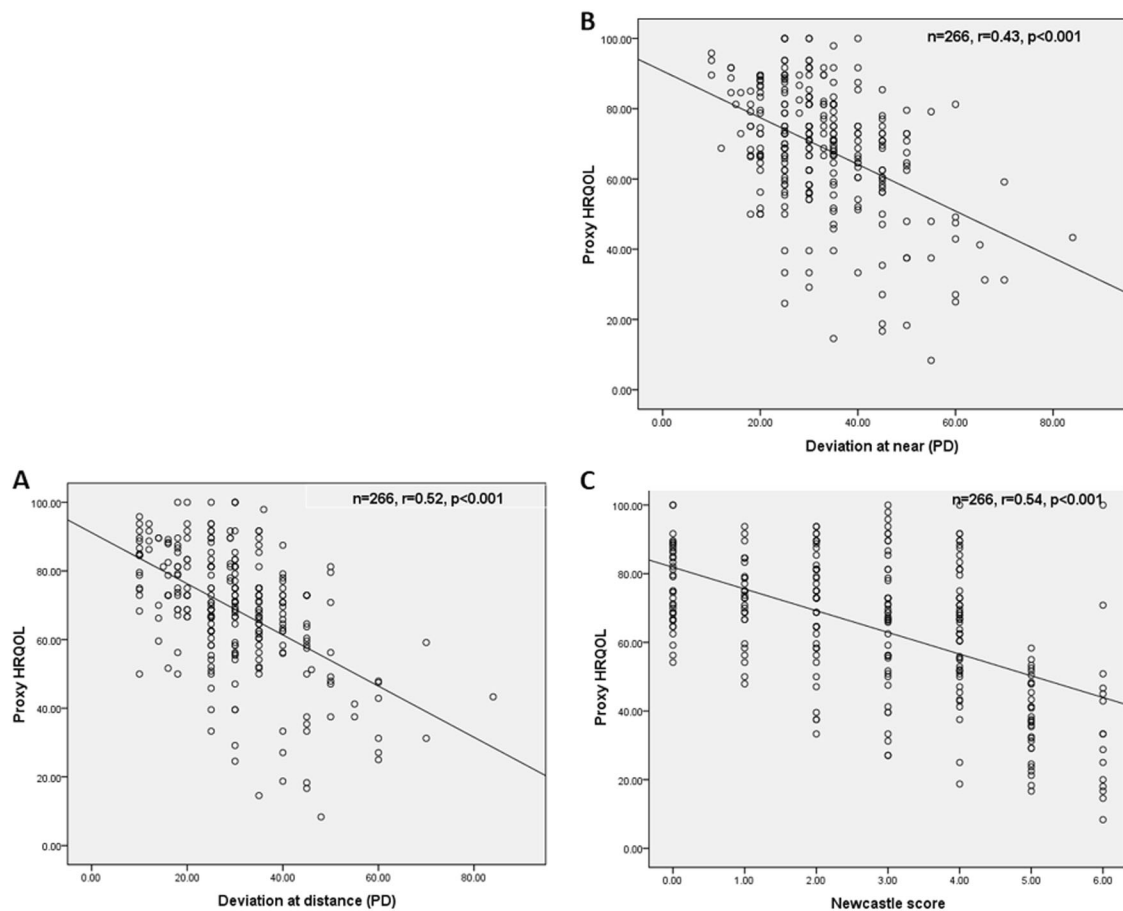 B
n=266, r=0.43, p<0.001
100.00
80.00
60.00
40.00
20.00
0.00
Proxy HRQOL
0.00 20.00 40.00 60.00 80.00
Deviation at near (PD)
A
n=266, r=0.52, p<0.001
100.00
80.00
60.00
40.00
20.00
0.00
Proxy HRQOL
0.00 20.00 40.00 60.00 80.00
Deviation at distance (PD)
C
n=266, r=0.54, p<0.001
100.00
80.00
60.00
40.00
20.00
0.00
Proxy HRQOL
0.00 1.00 2.00 3.00 4.00 5.00 6.00
Newcastle score